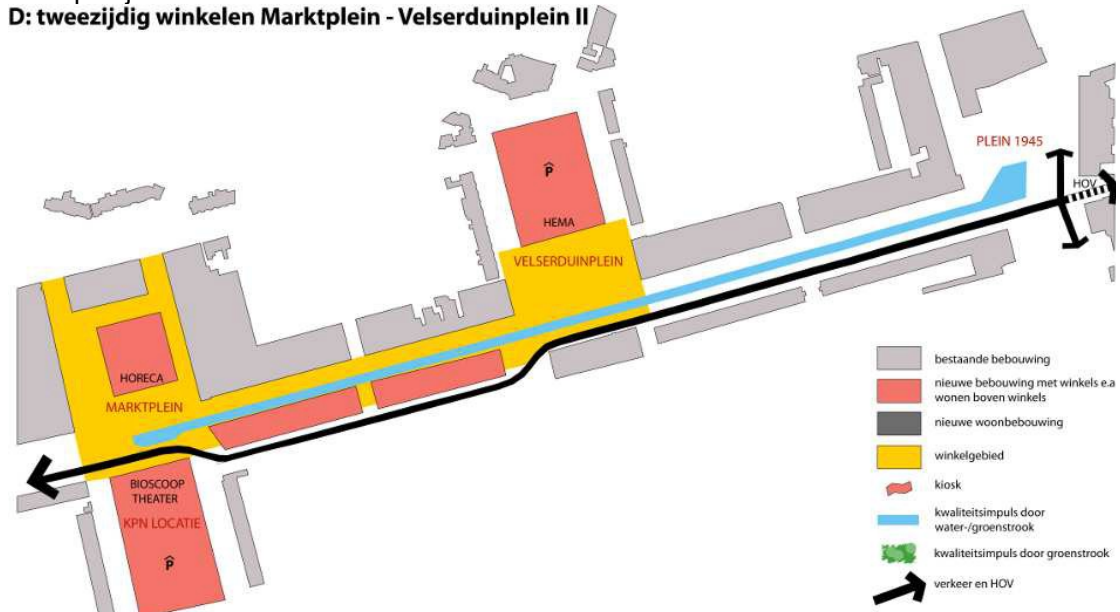 D: tweezijdig winkelen Marktplein - Velserduinplein II
PLEIN 1945
HOV
P
HEMA
VELSERDUINPLEIN
HORECA
MARKTPLEIN
BIOSCOOP
THEATER
KPN LOCATIE
P
bestaande bebouwing
nieuwe bebouwing met winkels e.a
wonen boven winkels
nieuwe woonbebouwing
winkelgebied
kiosk
kwaliteitsimpuls door
water-/groenstrook
kwaliteitsimpuls door groenstrook
verkeer en HOV